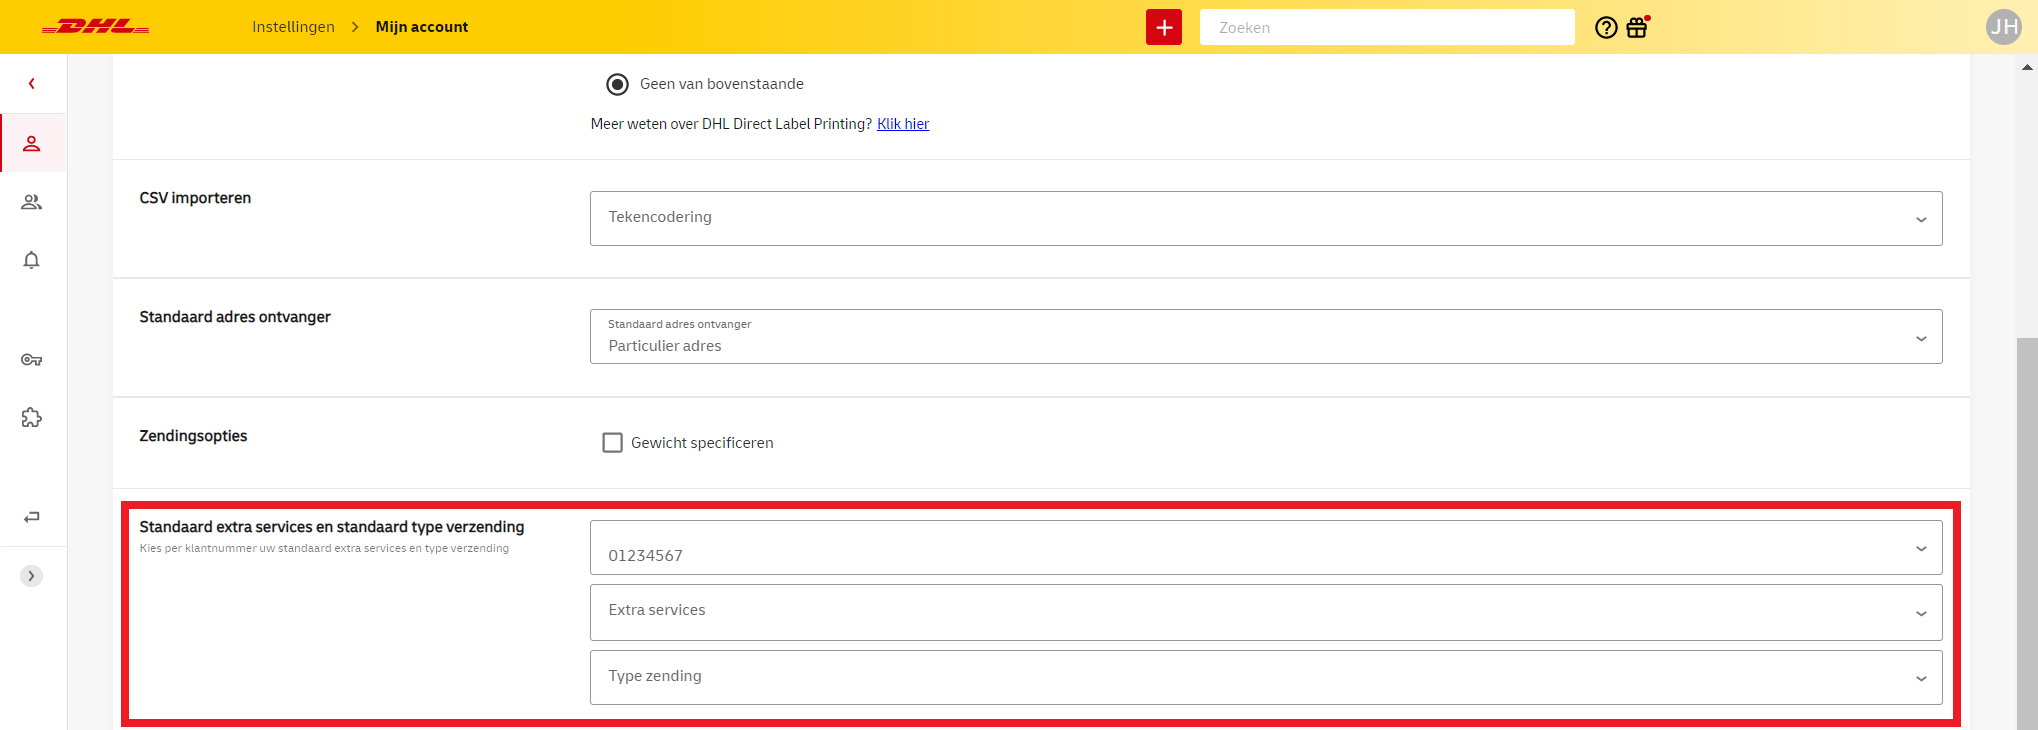 DHL
Instellingen > Mijn account
Zoeken
JH
Geen van bovenstaande
Meer weten over DHL Direct Label Printing? Klik hier
CSV importeren
Tekencodering
Standaard adres ontvanger
Standaard adres ontvanger
Particulier adres
Zendingsopties
Gewicht specificeren
Standaard extra services en standaard type verzending
Kies per klantnummer uw standaard extra services en type verzending
01234567
Extra services
Type zending